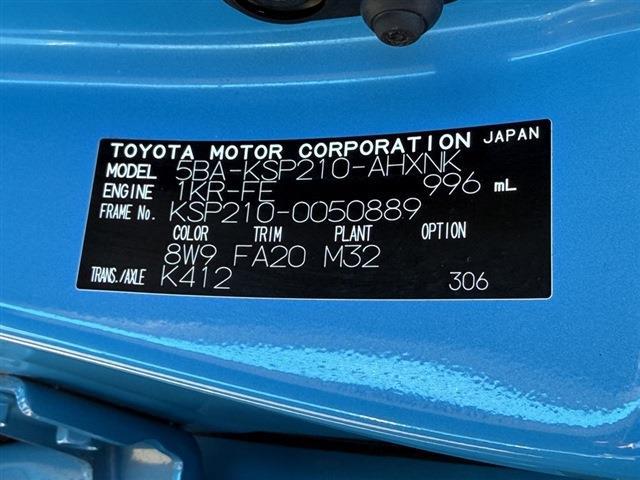 TOYOTA MOTOR CORPORATION JAPAN
MODEL 5BA-KSP210-AHXNK
ENGINE 1KR-FE 996 mL
FRAME No. KSP210-0050889
COLOR TRIM PLANT OPTION
8W9 FA20 M32
TRANS./AXLE K412 306